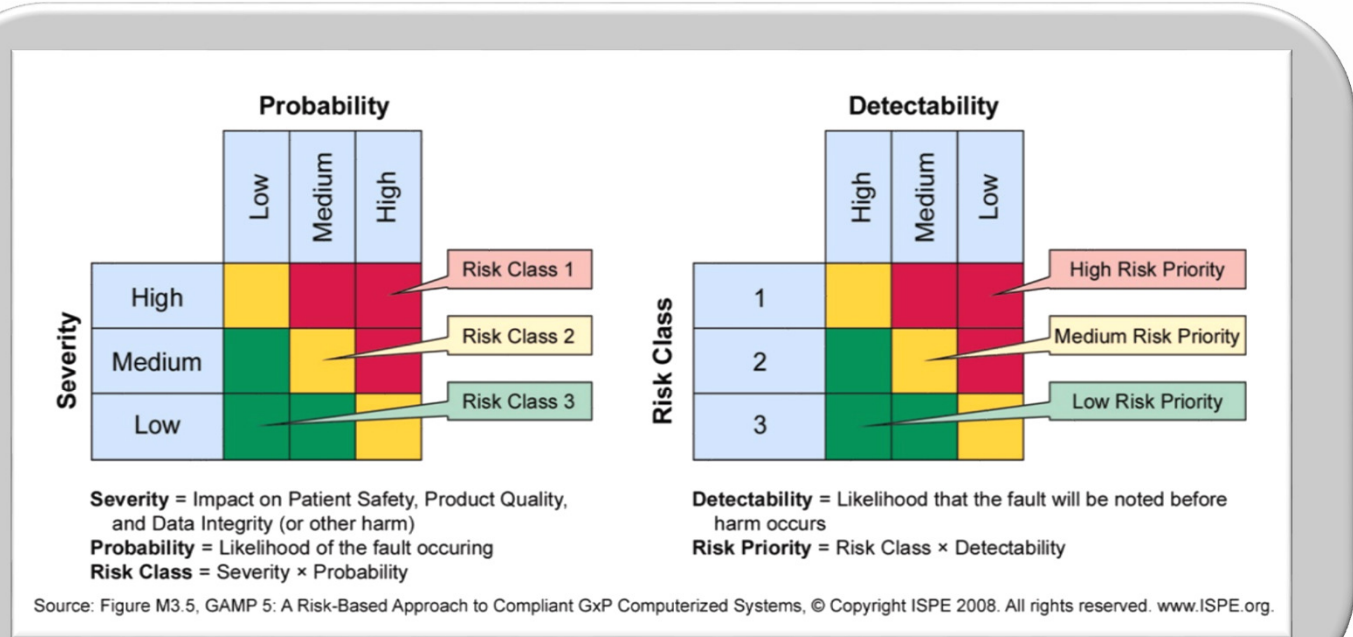 Probability
Low
Medium
High
Severity
High
Medium
Low
Risk Class 1
Risk Class 2
Risk Class 3
Severity = Impact on Patient Safety, Product Quality,
and Data Integrity (or other harm)
Probability = Likelihood of the fault occuring
Risk Class = Severity × Probability
Detectability
High
Medium
Low
Risk Class
1
2
3
High Risk Priority
Medium Risk Priority
Low Risk Priority
Detectability = Likelihood that the fault will be noted before
harm occurs
Risk Priority = Risk Class × Detectability
Source: Figure M3.5, GAMP 5: A Risk-Based Approach to Compliant GxP Computerized Systems, © Copyright ISPE 2008. All rights reserved. www.ISPE.org.